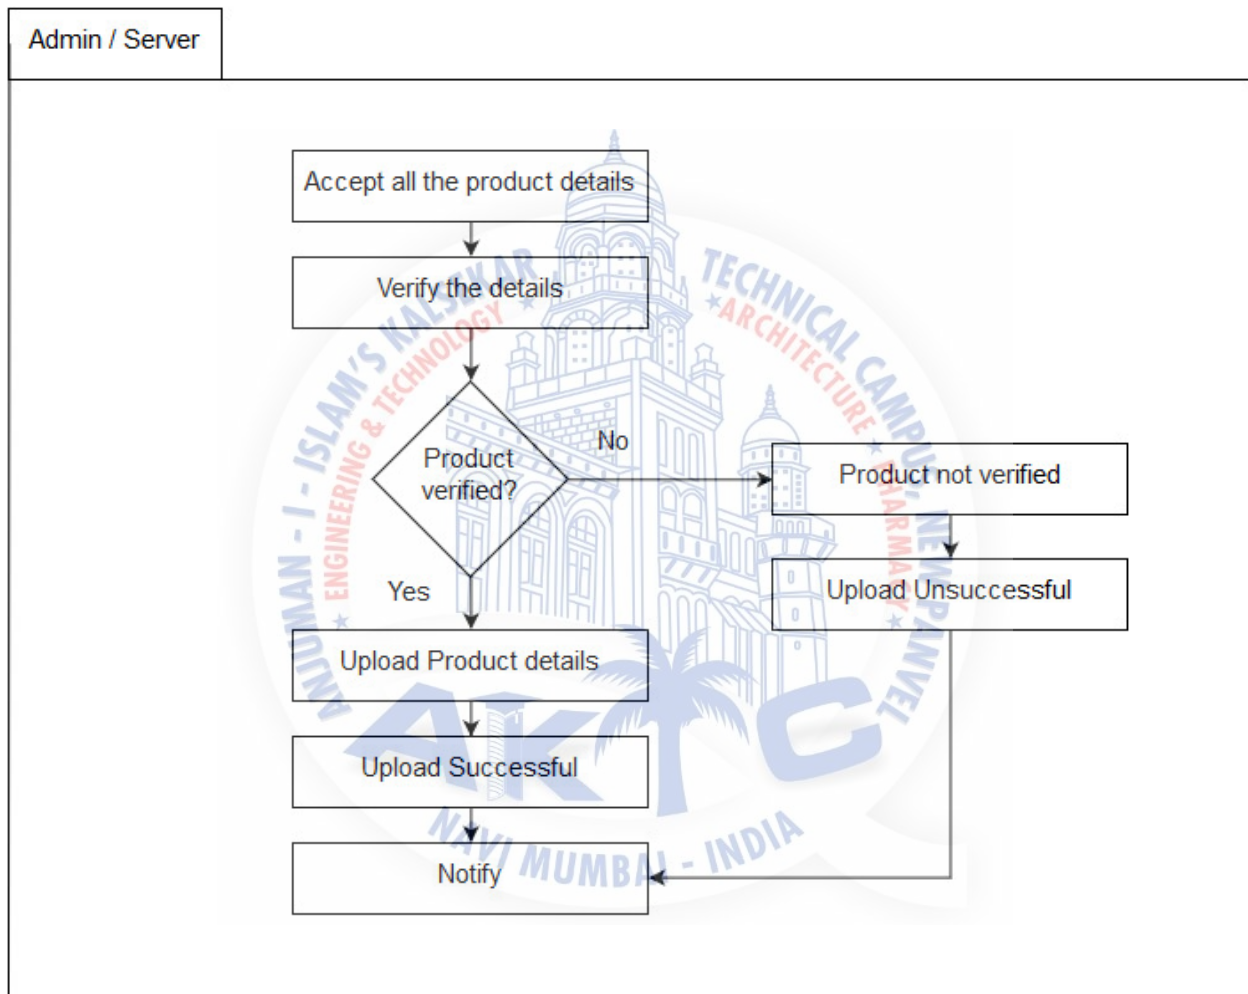 Admin / Server
Accept all the product details
Verify the details
Product
verified?
No
Yes
Product not verified
Upload Unsuccessful
Upload Product details
Upload Successful
Notify
ANJUMAN - I - ISLAM'S KALSEKAR TECHNICAL CAMPUS, NEW PANVEL
ENGINEERING & TECHNOLOGY ARCHITECTURE PHARMACY
AKTC
NAVI MUMBAI - INDIA